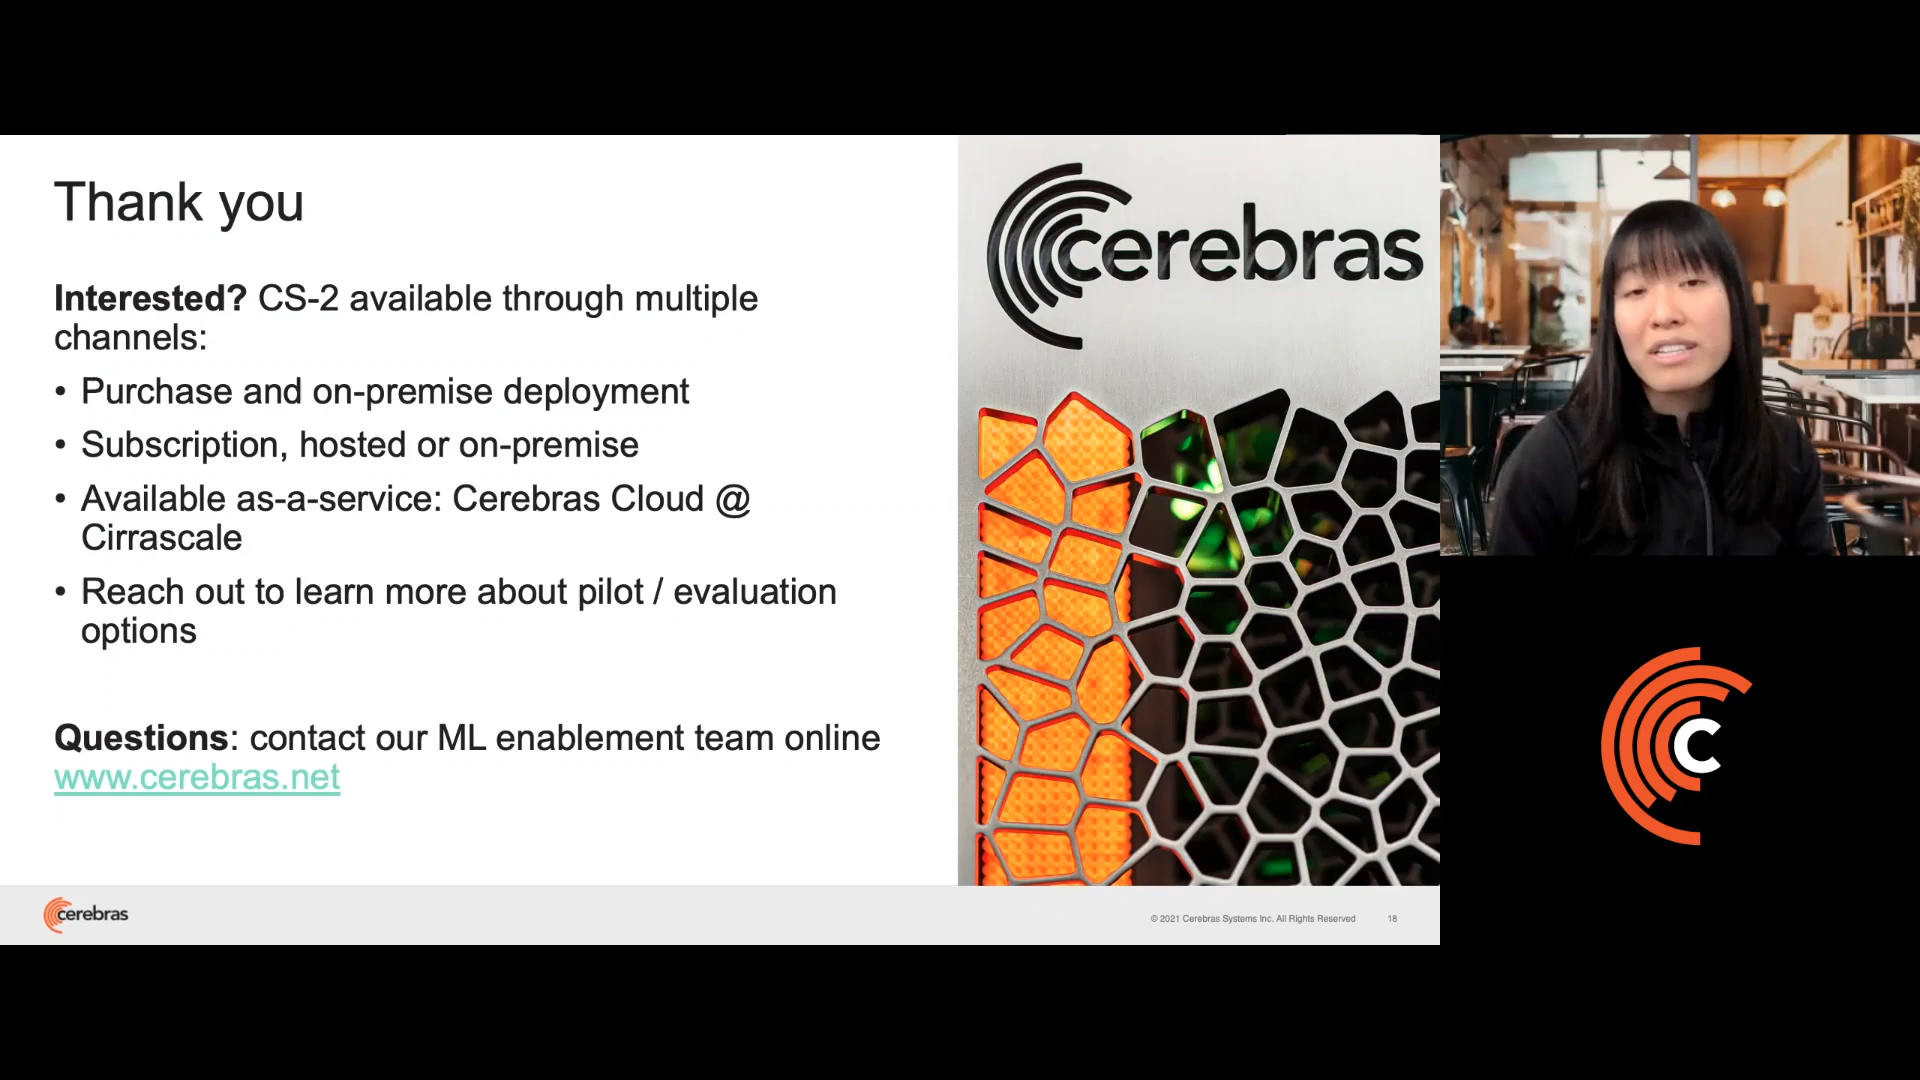 Thank you
Interested? CS-2 available through multiple
channels:
• Purchase and on-premise deployment
• Subscription, hosted or on-premise
• Available as-a-service: Cerebras Cloud @
Cirrascale
• Reach out to learn more about pilot / evaluation
options
Questions: contact our ML enablement team online
www.cerebras.net
cerebras
cerebras
© 2021 Cerebras Systems Inc. All Rights Reserved 18
c